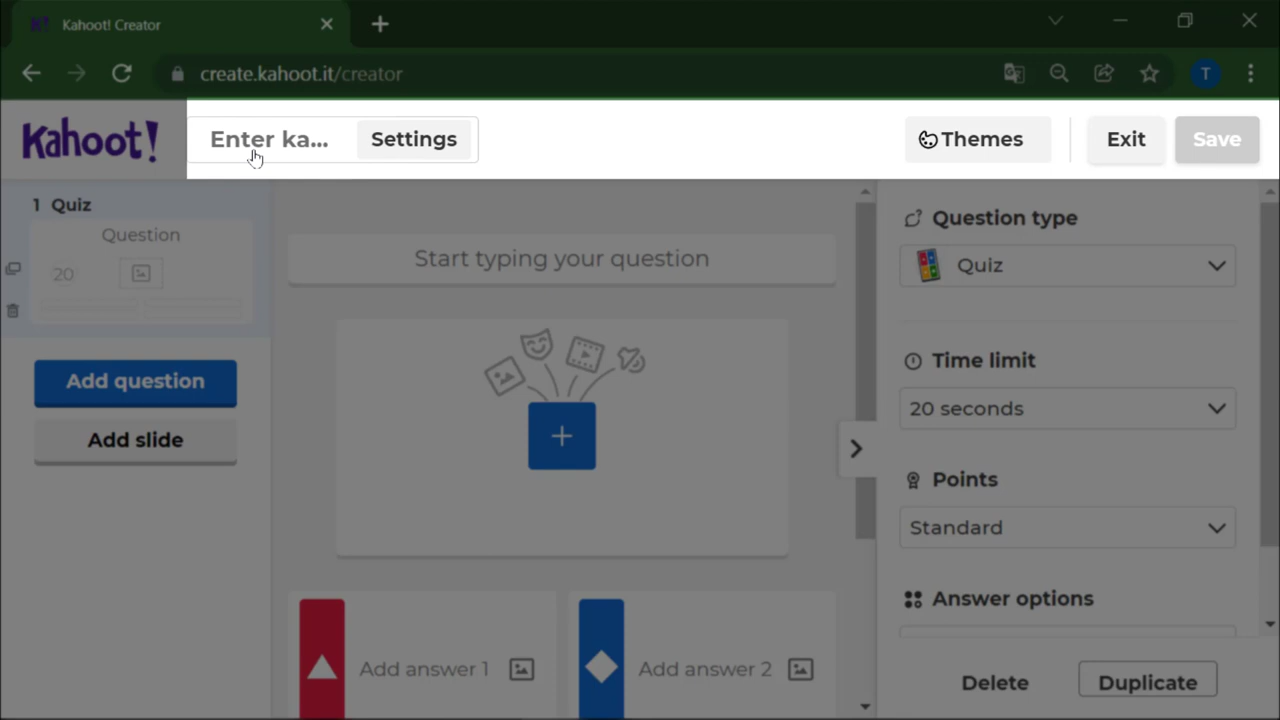 Kahoot! Creator
create.kahoot.it/creator
T
Kahoot!
Enter ka...
Settings
Themes
Exit
Save
1 Quiz
Question
20
Add question
Add slide
Start typing your question
Add answer 1
Add answer 2
Question type
Quiz
Time limit
20 seconds
Points
Standard
Answer options
Delete
Duplicate